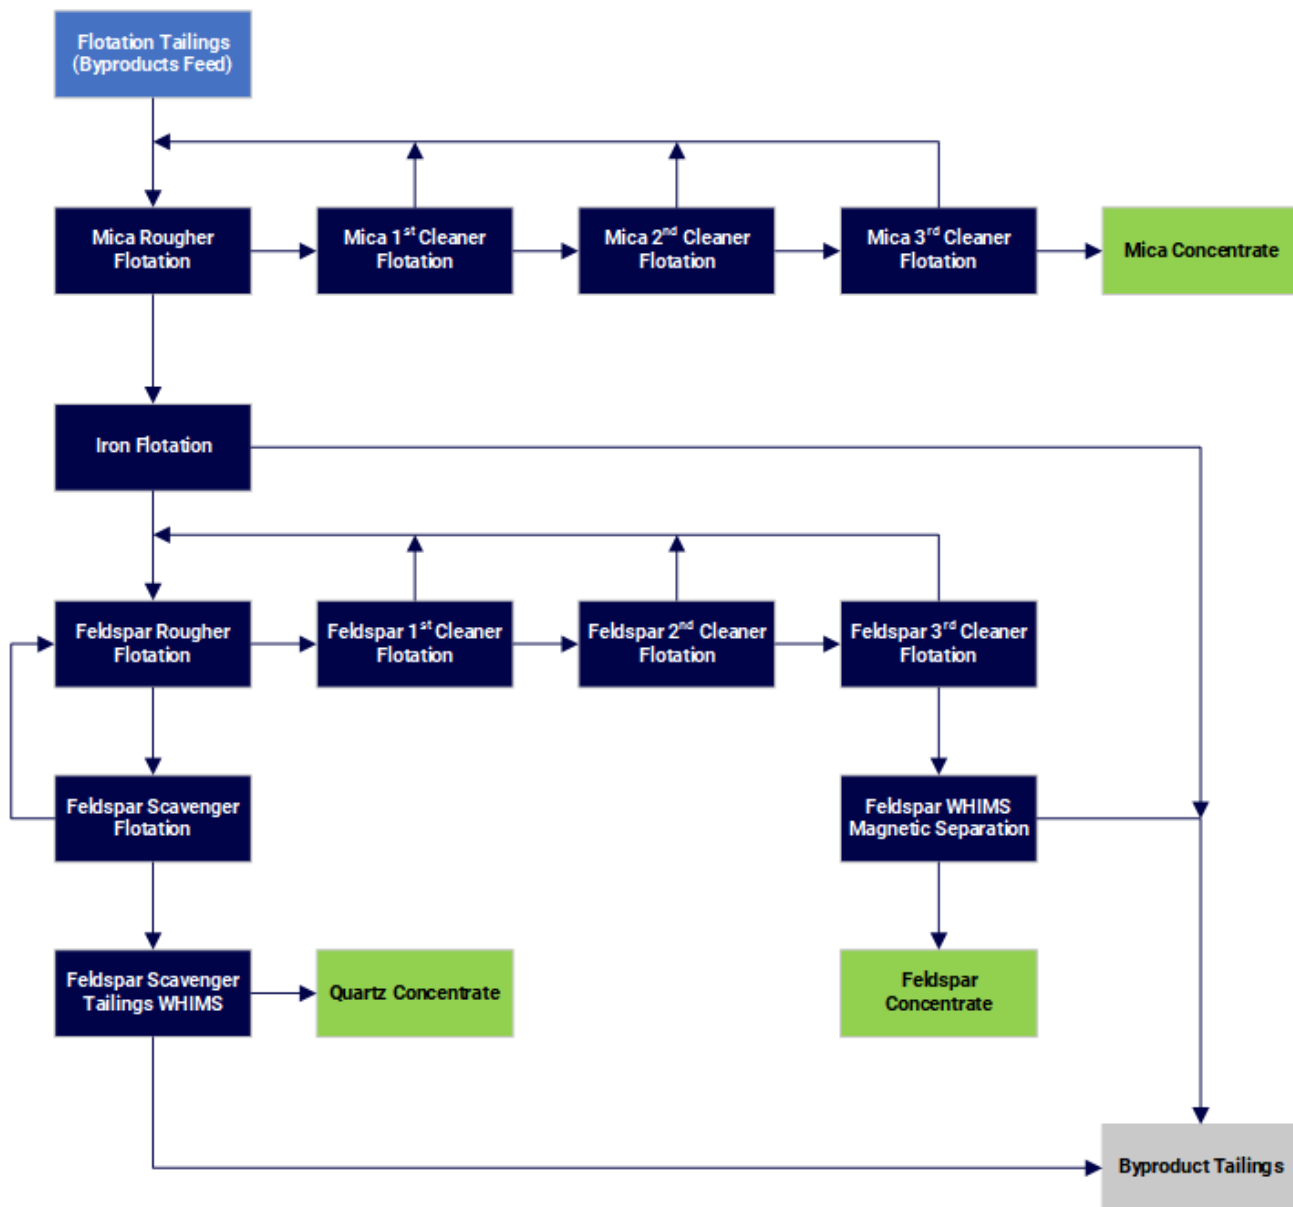 Flotation Tailings
(Byproducts Feed)
Mica Rougher
Flotation
Mica 1st Cleaner
Flotation
Mica 2nd Cleaner
Flotation
Mica 3rd Cleaner
Flotation
Mica Concentrate
Iron Flotation
Feldspar Rougher
Flotation
Feldspar 1st Cleaner
Flotation
Feldspar 2nd Cleaner
Flotation
Feldspar 3rd Cleaner
Flotation
Feldspar Scavenger
Flotation
Feldspar WHIMS
Magnetic Separation
Feldspar Scavenger
Tailings WHIMS
Quartz Concentrate
Feldspar
Concentrate
Byproduct Tailings